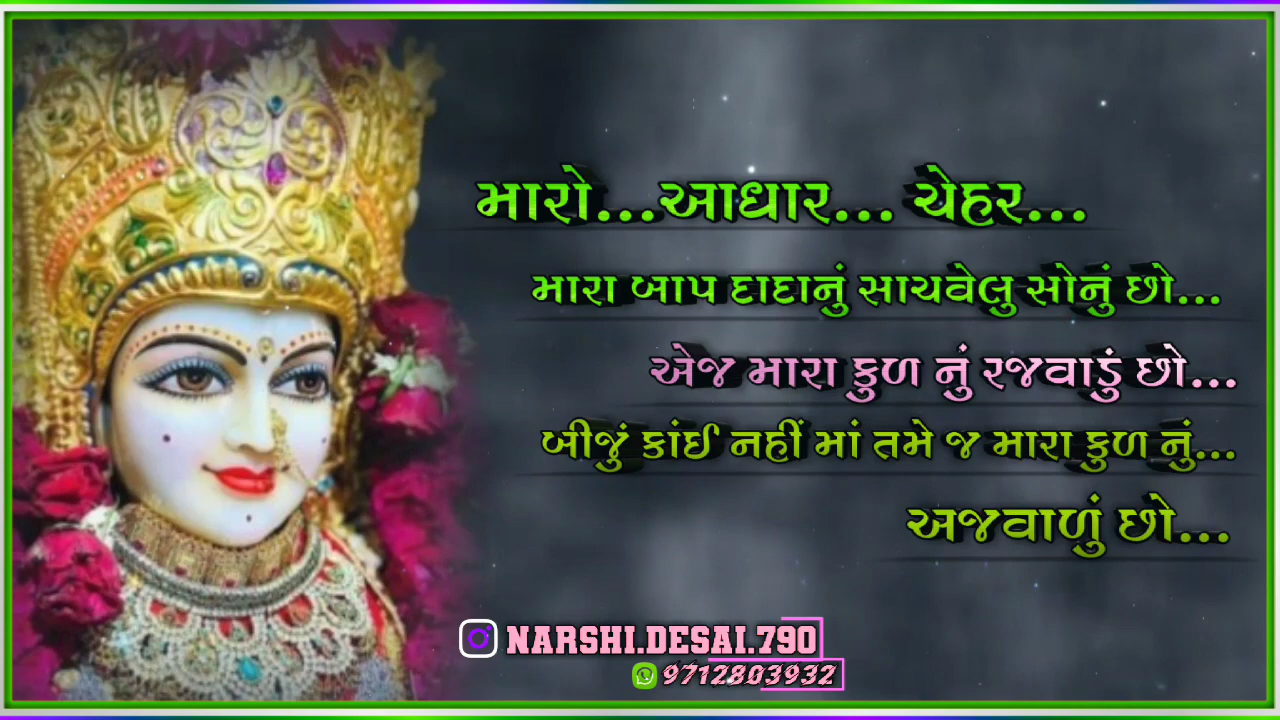 મારો...આધાર... ચેહર...
મારા બાપ દાદાનું સાચવેલુ સોનું છો...
એજ મારા કુળ નું રજવાડું છો...
બીજું કાંઈ નહીં માં તમે જ મારા કુળ નું...
અજવાળું છો...
NARSHI.DESAI.790
9712803932